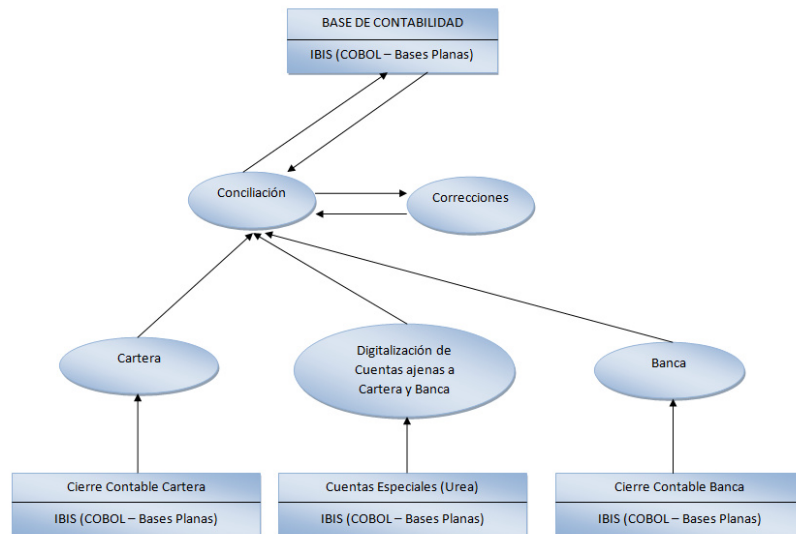 BASE DE CONTABILIDAD
IBIS (COBOL – Bases Planas)
Conciliación
Correcciones
Cartera
Digitalización de
Cuentas ajenas a
Cartera y Banca
Banca
Cierre Contable Cartera
IBIS (COBOL – Bases Planas)
Cuentas Especiales (Urea)
IBIS (COBOL – Bases Planas)
Cierre Contable Banca
IBIS (COBOL – Bases Planas)